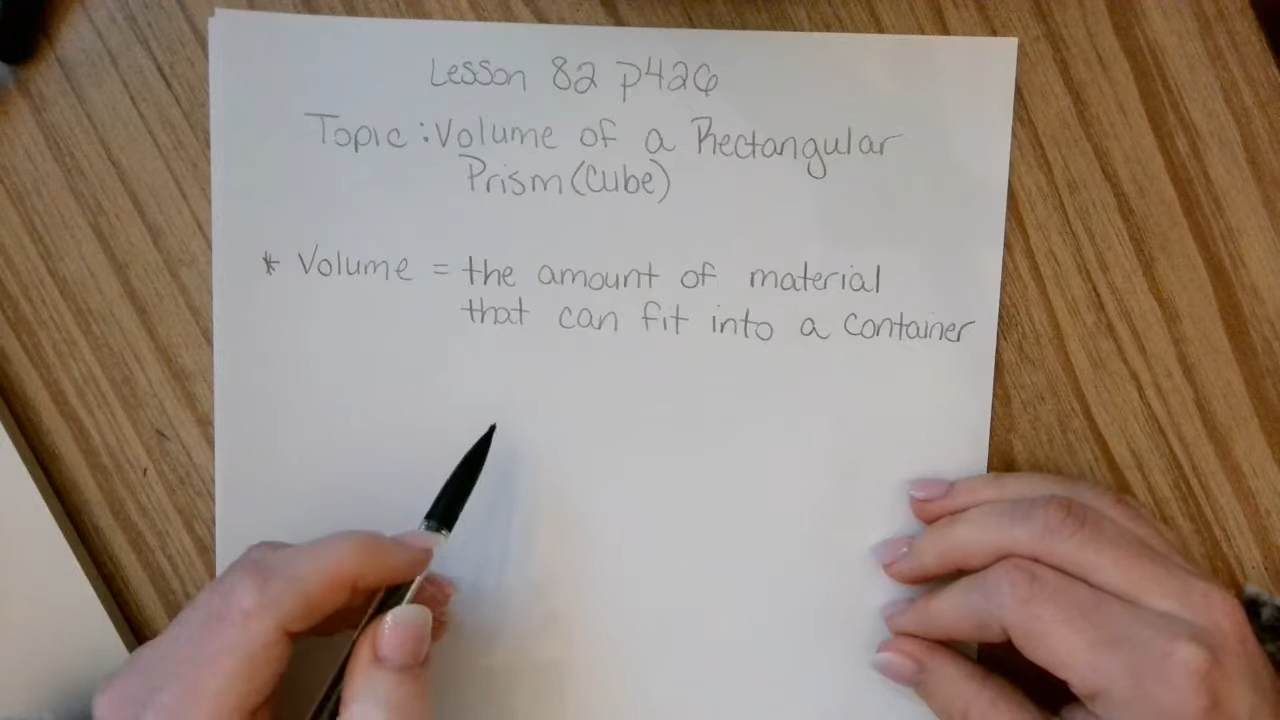 Lesson 82 p426
Topic: Volume of a Rectangular
Prism (Cube)
* Volume = the amount of material
that can fit into a container